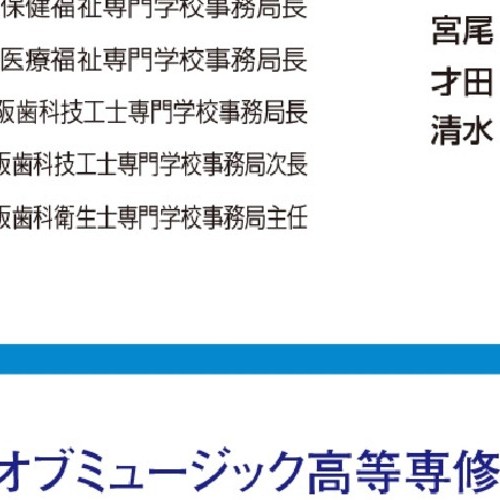 保健福祉専門学校事務局長
医療福祉専門学校事務局長
阪歯科技工士専門学校事務局長
阪歯科技工士専門学校事務局次長
阪歯科衛生士専門学校事務局主任
宮尾
才田
清水
オブミュージック高等専修